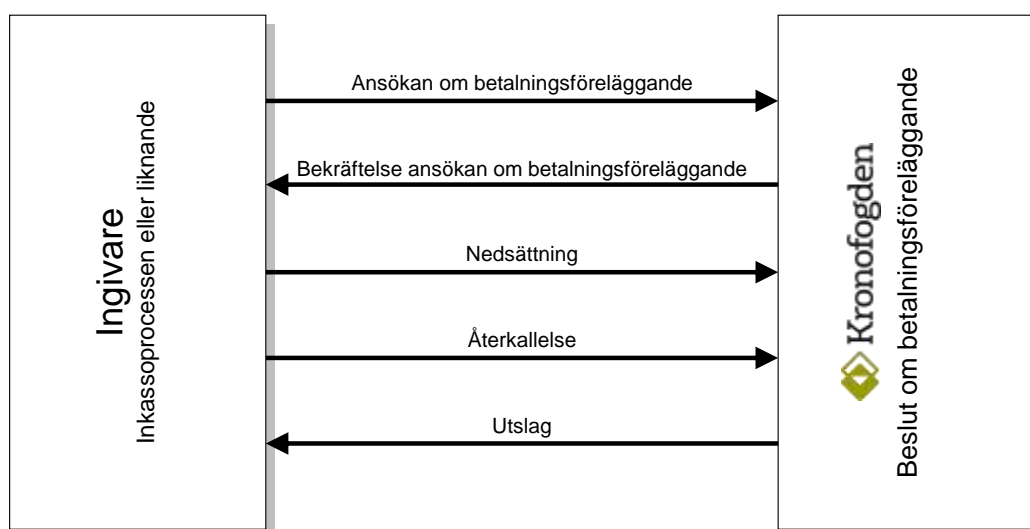 Ingivare
Inkassoprocessen eller liknande
Ansökan om betalningsföreläggande
Bekräftelse ansökan om betalningsföreläggande
Nedsättning
Återkallelse
Utslag
Kronofogden
Beslut om betalningsföreläggande